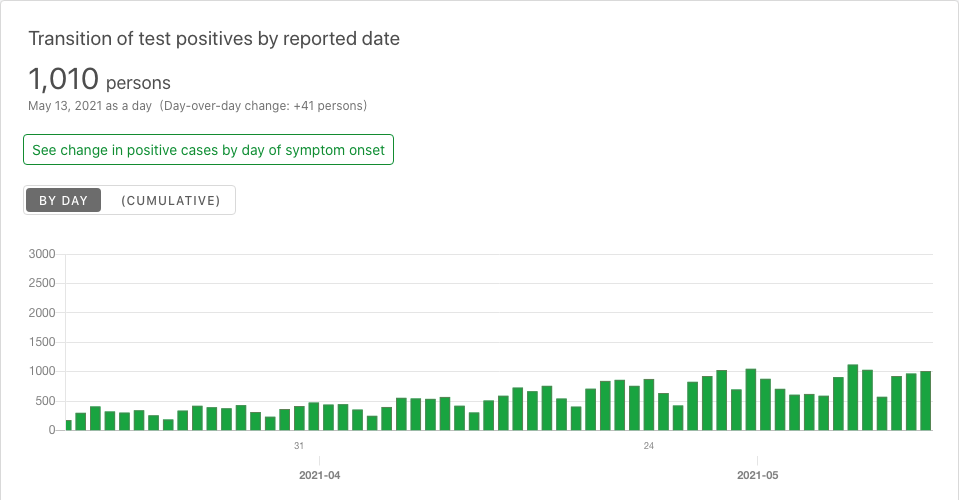 Transition of test positives by reported date
1,010 persons
May 13, 2021 as a day (Day-over-day change: +41 persons)
See change in positive cases by day of symptom onset
BY DAY (CUMULATIVE)
3000
2500
2000
1500
1000
500
0
31 24
2021-04 2021-05